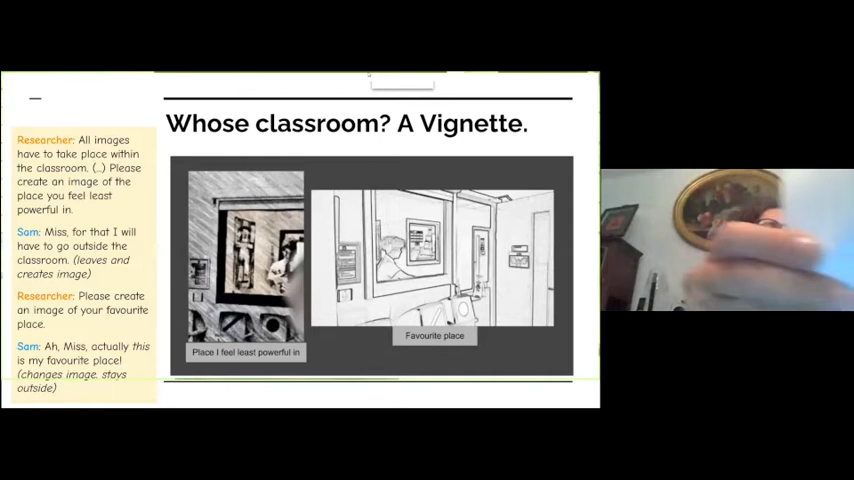 Whose classroom? A Vignette.
Researcher: All images
have to take place within
the classroom. (...) Please
create an image of the
place you feel least
powerful in.
Sam: Miss, for that I will
have to go outside the
classroom. (leaves and
creates image)
Researcher: Please create
an image of your favourite
place.
Sam: Ah, Miss, actually this
is my favourite place!
(changes image, stays
outside)
Place I feel least powerful in
Favourite place